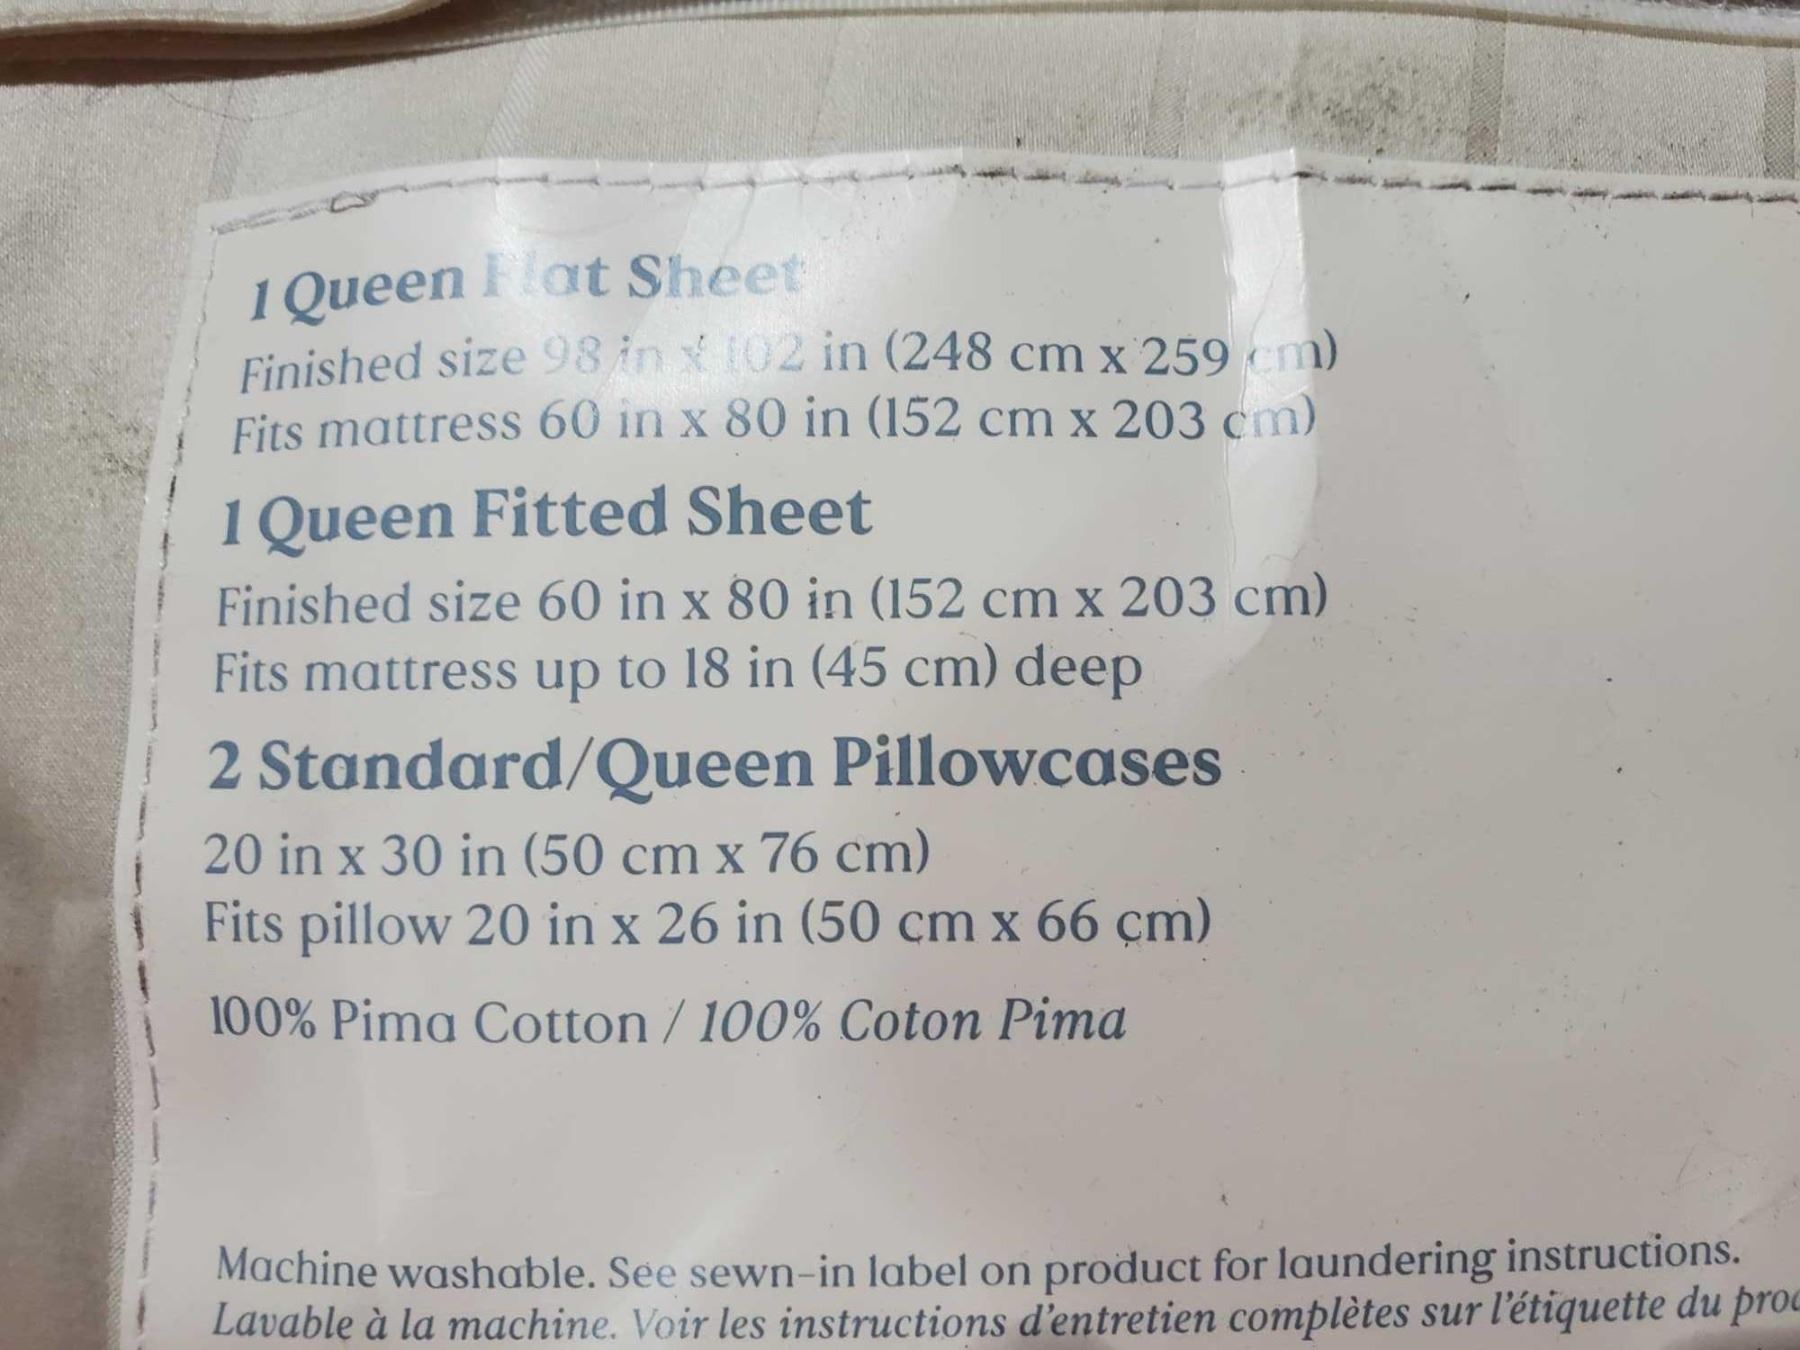 1 Queen Flat Sheet
Finished size 98 in x 102 in (248 cm x 259 cm)
Fits mattress 60 in x 80 in (152 cm x 203 cm)
1 Queen Fitted Sheet
Finished size 60 in x 80 in (152 cm x 203 cm)
Fits mattress up to 18 in (45 cm) deep
2 Standard/Queen Pillowcases
20 in x 30 in (50 cm x 76 cm)
Fits pillow 20 in x 26 in (50 cm x 66 cm)
100% Pima Cotton / 100% Coton Pima
Machine washable. See sewn-in label on product for laundering instructions.
Lavable à la machine. Voir les instructions d'entretien complètes sur l'étiquette du